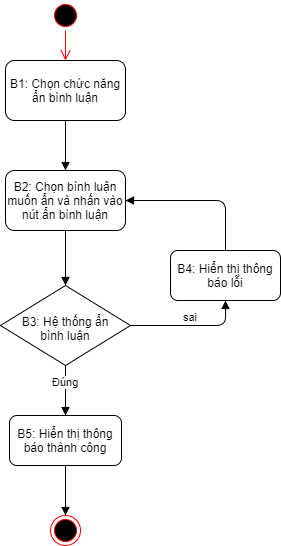 B1: Chọn chức năng
ẩn bình luận
B2: Chọn bình luận
muốn ẩn và nhấn vào
nút ẩn bình luận
B4: Hiển thị thông
báo lỗi
B3: Hệ thống ẩn
bình luận
sai
Đúng
B5: Hiển thị thông
báo thành công